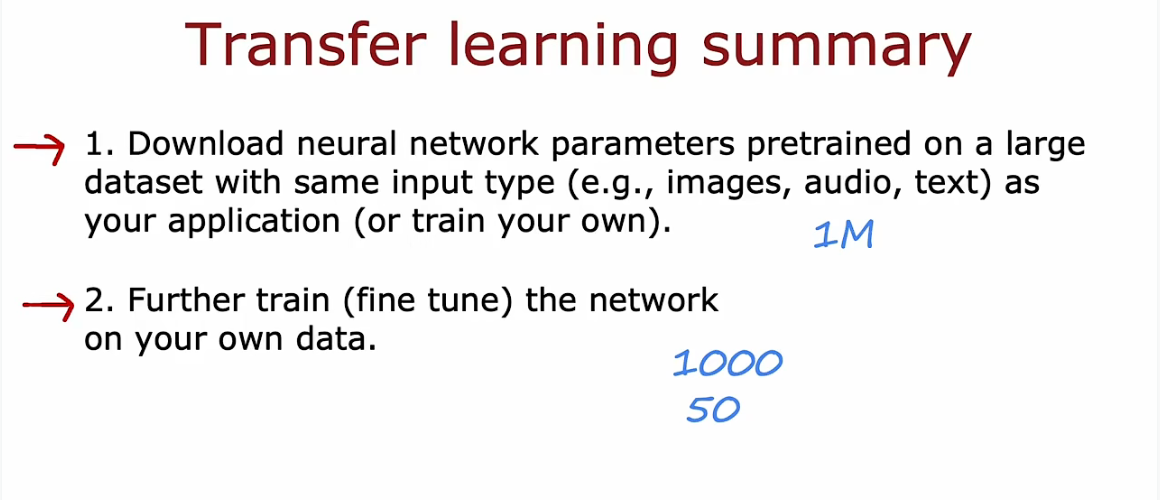 Transfer learning summary
1. Download neural network parameters pretrained on a large
dataset with same input type (e.g., images, audio, text) as
your application (or train your own).
1M
2. Further train (fine tune) the network
on your own data.
1000
50